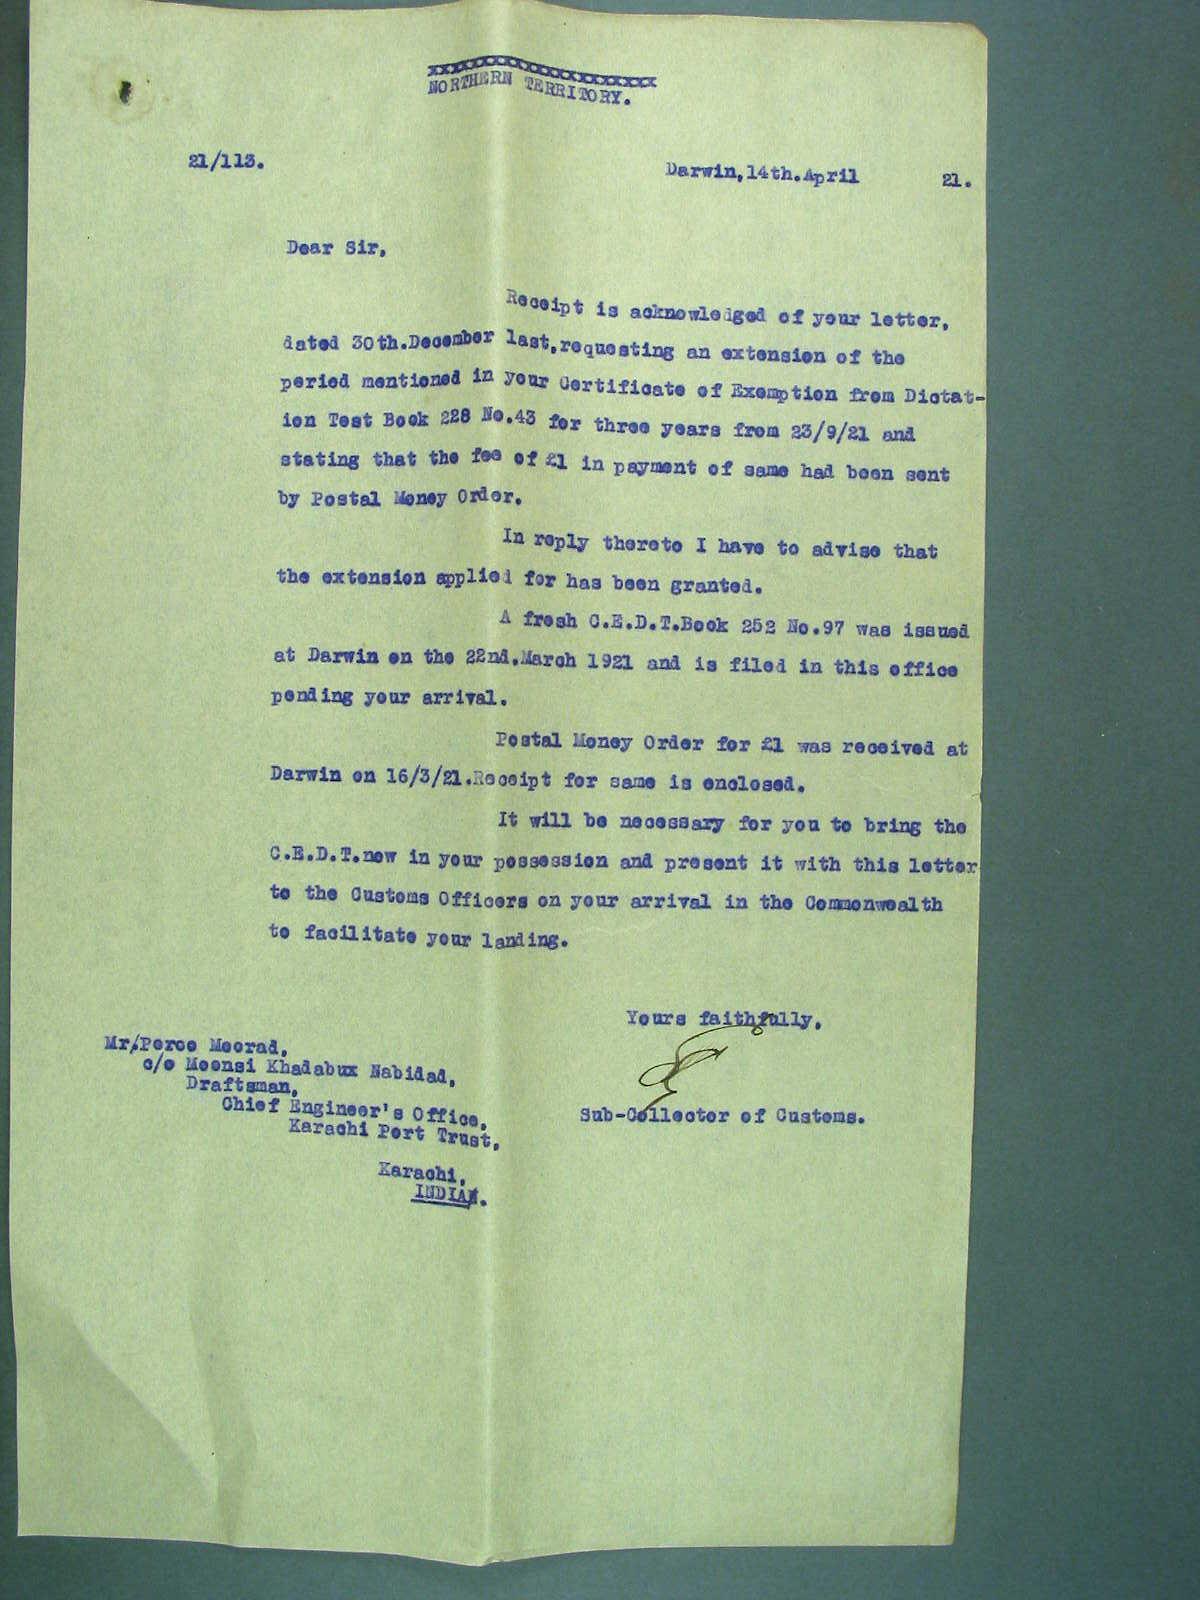 NORTHERN TERRITORY.
21/113.
Darwin,14th.April 21.
Dear Sir,
Receipt is acknowledged of your letter,
dated 30th.December last,requesting an extension of the
period mentioned in your Certificate of Exemption from Dictat-
ion Test Book 228 No.43 for three years from 23/9/21 and
stating that the fee of £1 in payment of same had been sent
by Postal Money Order.
In reply thereto I have to advise that
the extension applied for has been granted.
A fresh C.E.D.T.Book 252 No.97 was issued
at Darwin on the 22nd.March 1921 and is filed in this office
pending your arrival.
Postal Money Order for £1 was received at
Darwin on 16/3/21.Receipt for same is enclosed.
It will be necessary for you to bring the
C.E.D.T.now in your possession and present it with this letter
to the Customs Officers on your arrival in the Commonwealth
to facilitate your landing.
Yours faithfully,
Sub-Collector of Customs.
Mr.Peroo Moorad,
c/o Moonsi Khadabux Nabidad,
Draftsman,
Chief Engineer's Office,
Karachi Port Trust,
Karachi,
INDIA.